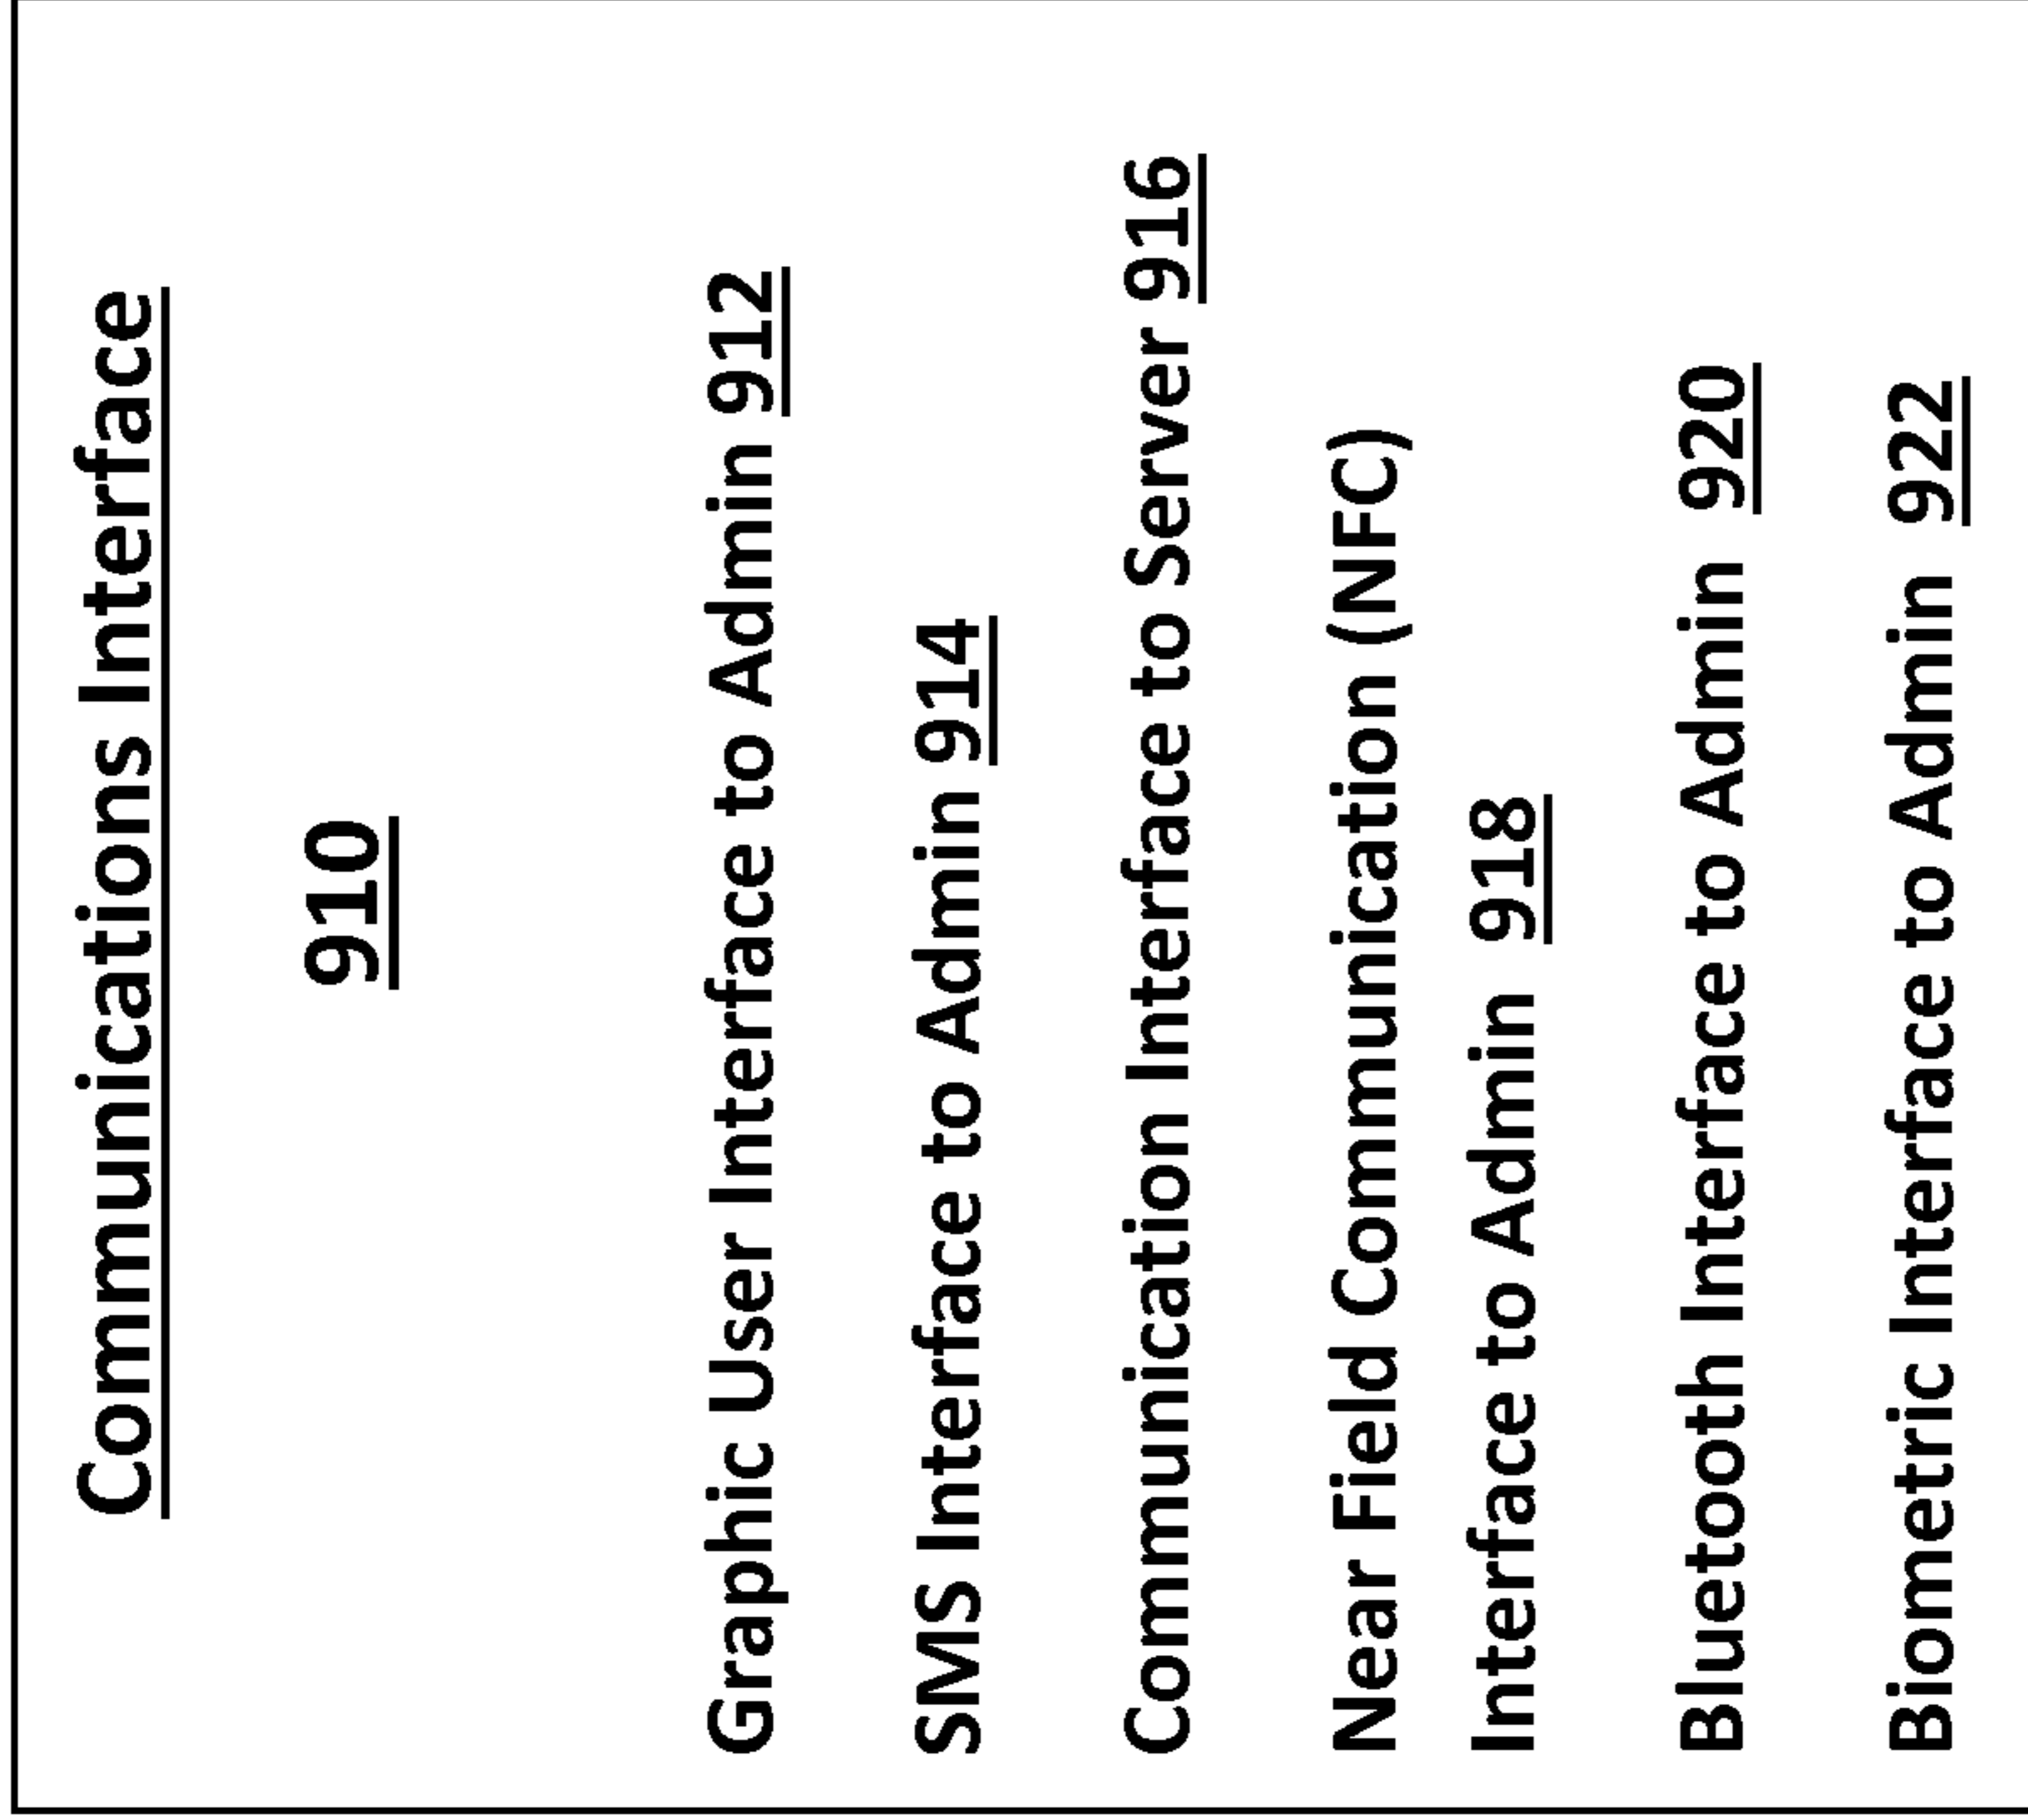 Communications Interface
910
Graphic User Interface to Admin 912
SMS Interface to Admin 914
Communication Interface to Server 916
Near Field Communication (NFC)
Interface to Admin 918
Bluetooth Interface to Admin 920
Biometric Interface to Admin 922